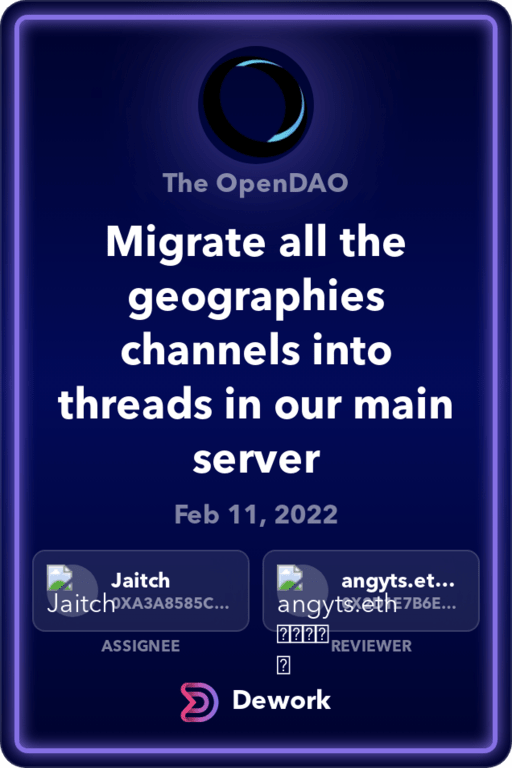 The OpenDAO
Migrate all the
geographies
channels into
threads in our main
server
Feb 11, 2022
Jaitch
Jaitch
0XA3A8585C...
ASSIGNEE
angyts.et...
angyts.eth
REVIEWER
Dework